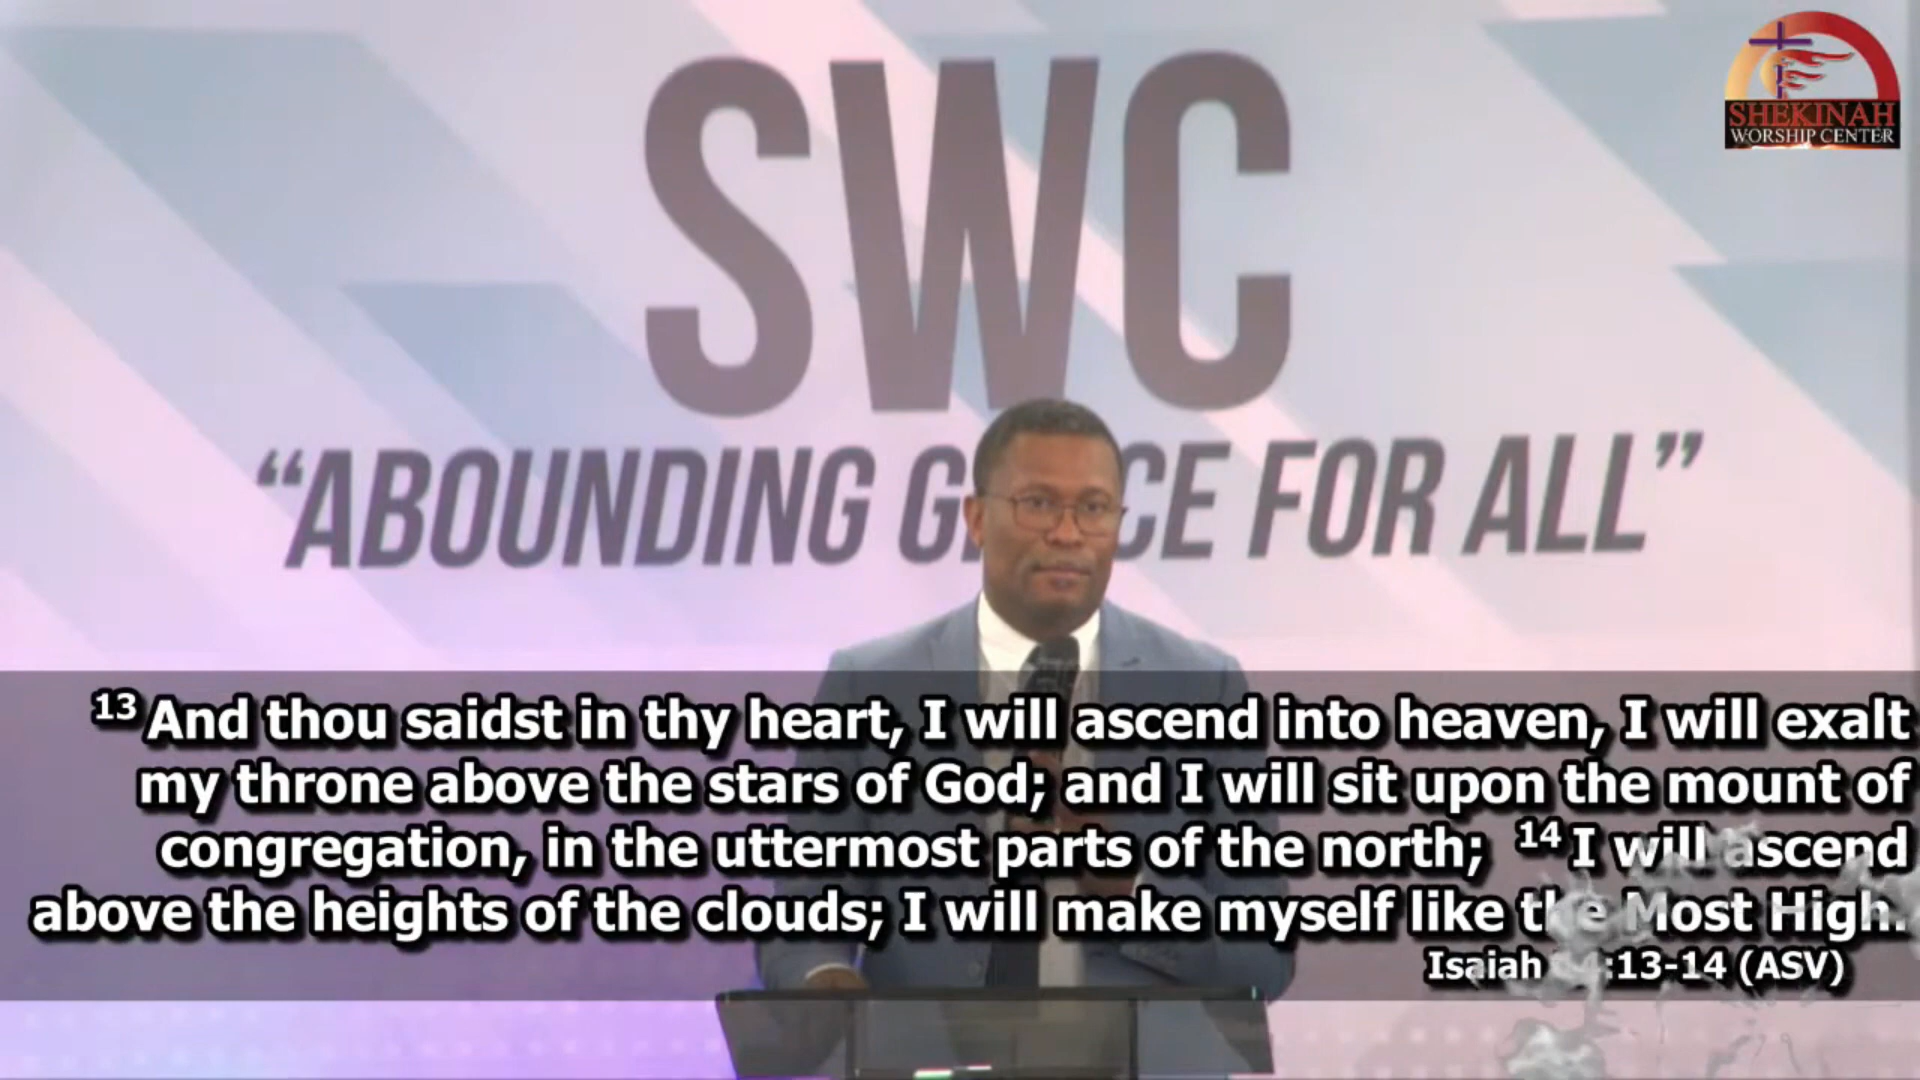 SWC
"ABOUNDING G CE FOR ALL"
SHEKINAH
WORSHIP CENTER
13 And thou saidst in thy heart, I will ascend into heaven, I will exalt
my throne above the stars of God; and I will sit upon the mount of
congregation, in the uttermost parts of the north; 14 I will ascend
above the heights of the clouds; I will make myself like the Most High.
Isaiah 4:13-14 (ASV)